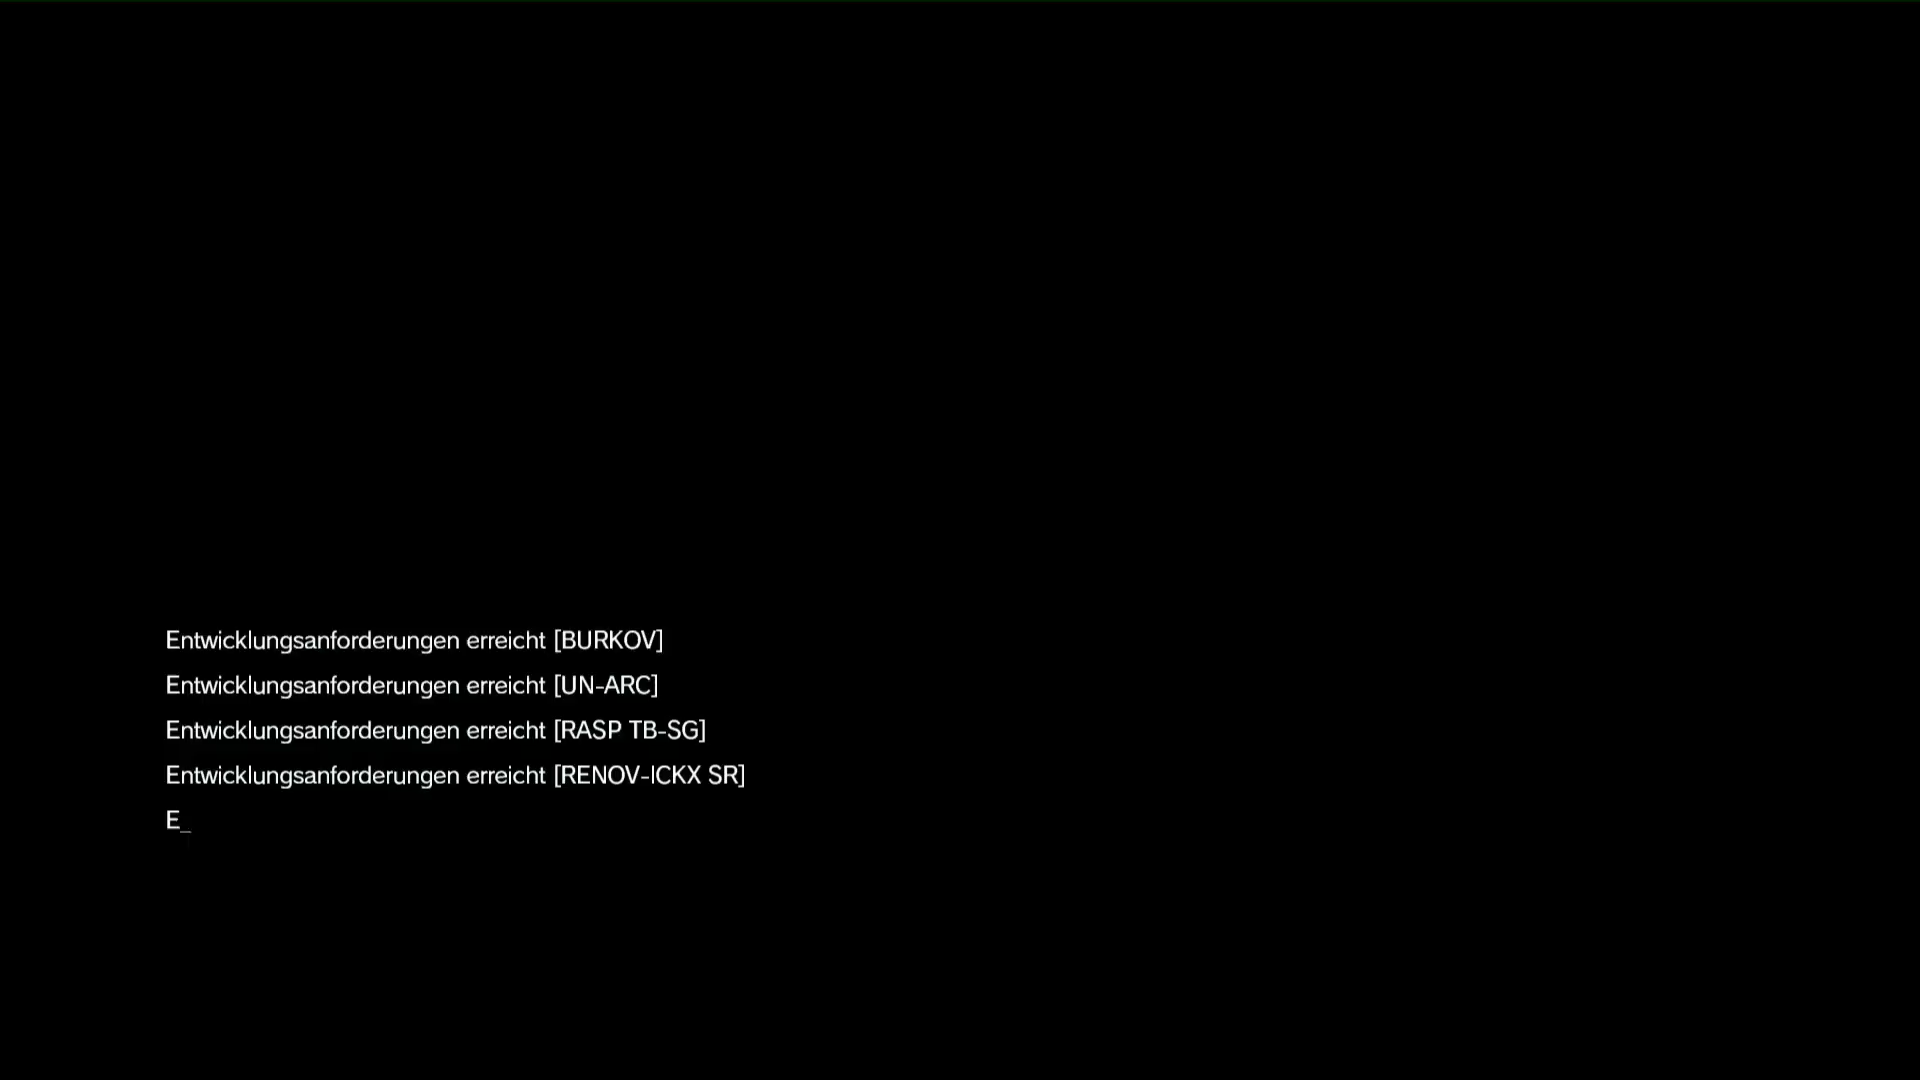 Entwicklungsanforderungen erreicht [BURKOV]
Entwicklungsanforderungen erreicht [UN-ARC]
Entwicklungsanforderungen erreicht [RASP TB-SG]
Entwicklungsanforderungen erreicht [RENOV-ICKX SR]
E_